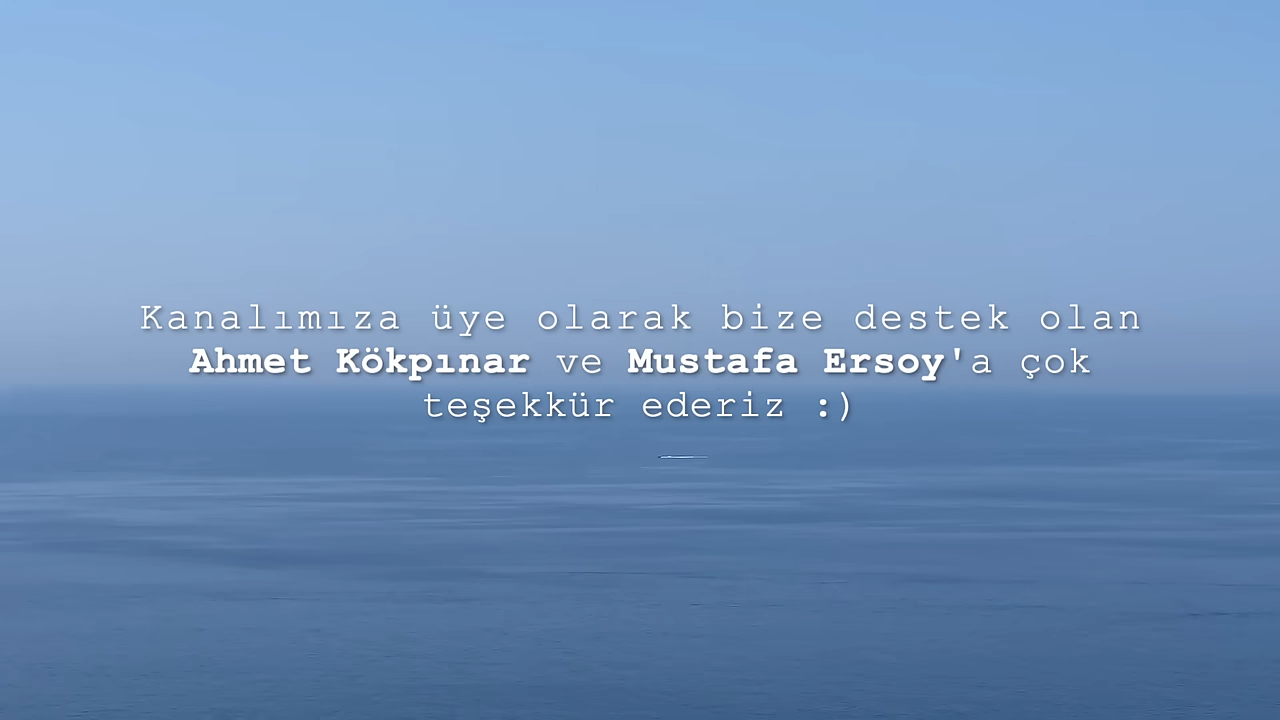 Kanalımıza üye olarak bize destek olan
Ahmet Kökpınar ve Mustafa Ersoy'a çok
teşekkür ederiz :)